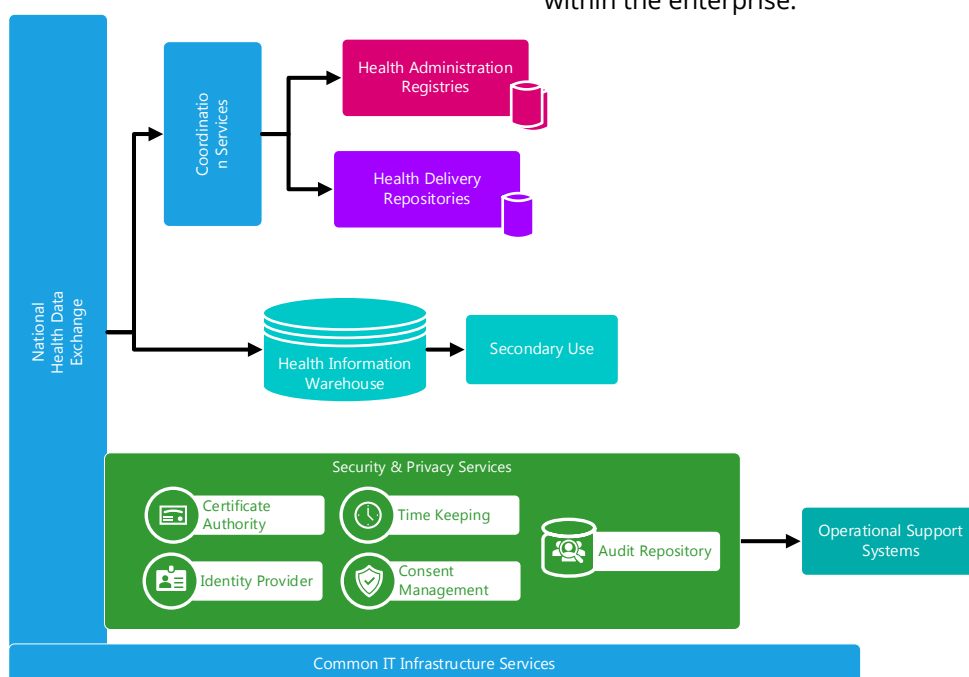 within the enterprise.
Health Administration
Registries
Coordinatio
n Services
Health Delivery
Repositories
National
Health Data
Exchange
Health Information
Warehouse
Secondary Use
Security & Privacy Services
Certificate
Authority
Time Keeping
Audit Repository
Identity Provider
Consent
Management
Operational Support
Systems
Common IT Infrastructure Services